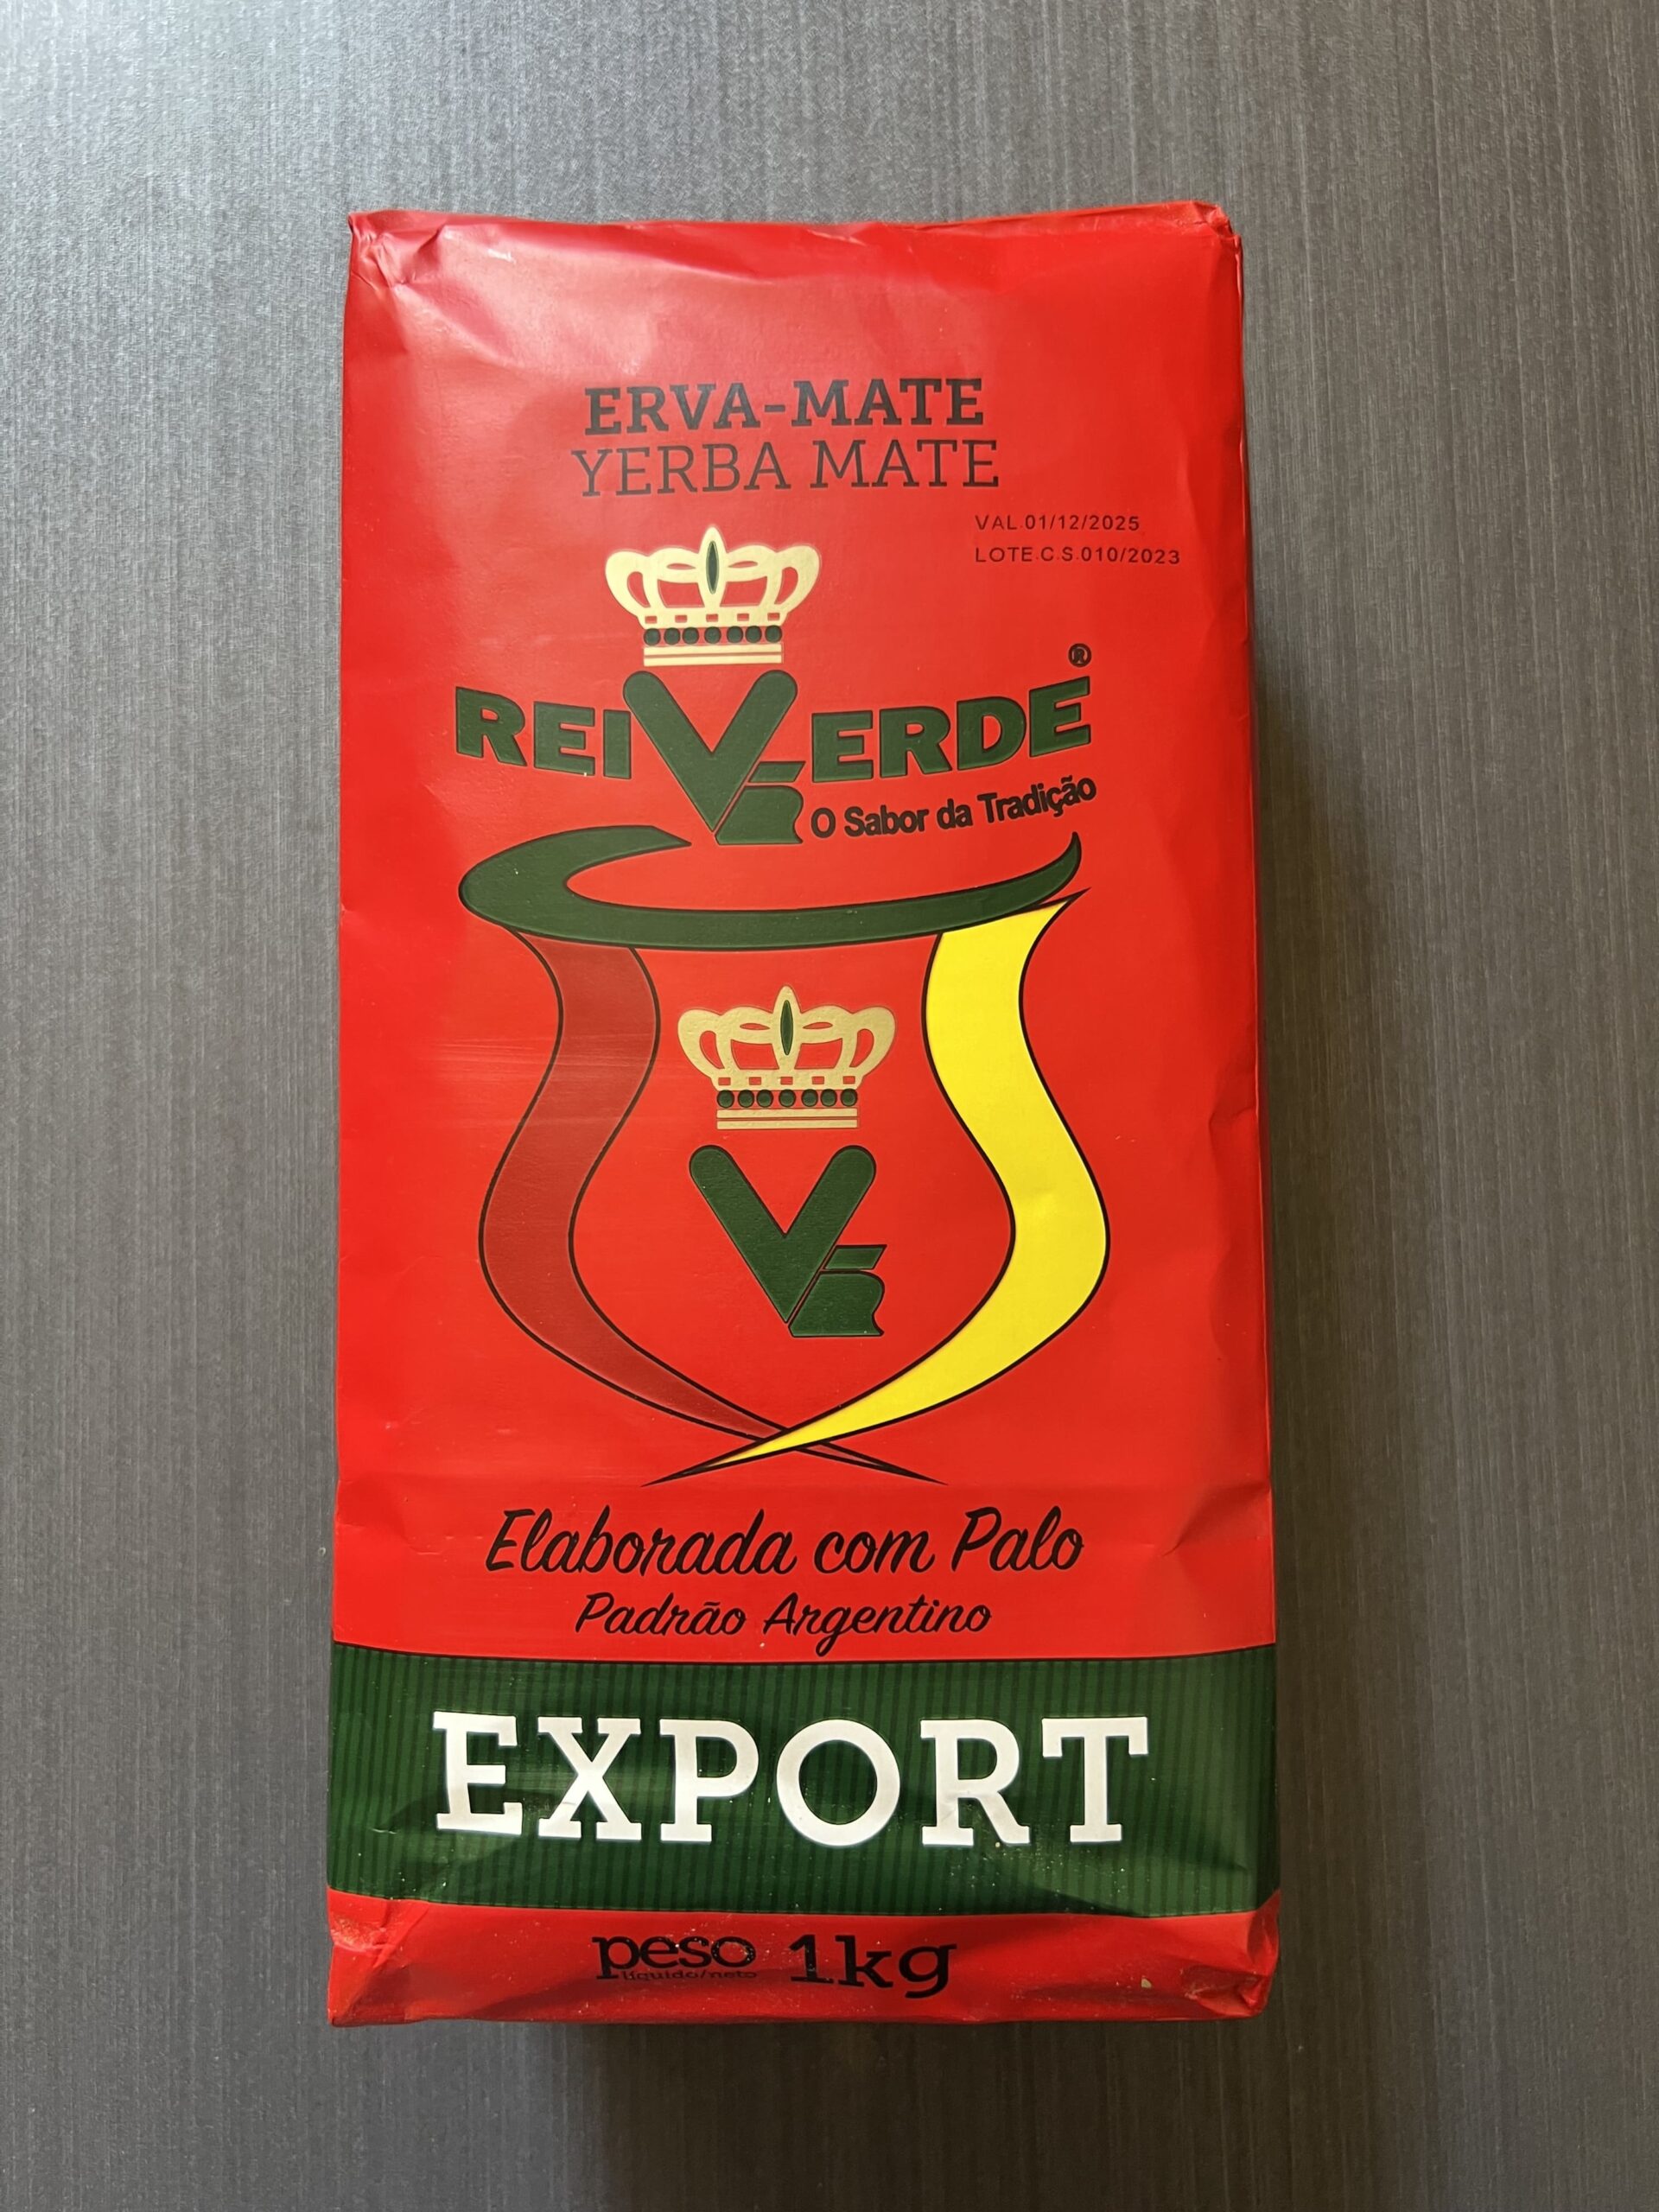 ERVA-MATE
YERBA MATE
VAL.01/12/2025
LOTE.C.S.010/2023
REIVERDE®
O Sabor da Tradição
VR
Elaborada com Palo
Padrão Argentino
EXPORT
peso 1kg
líquido/neto